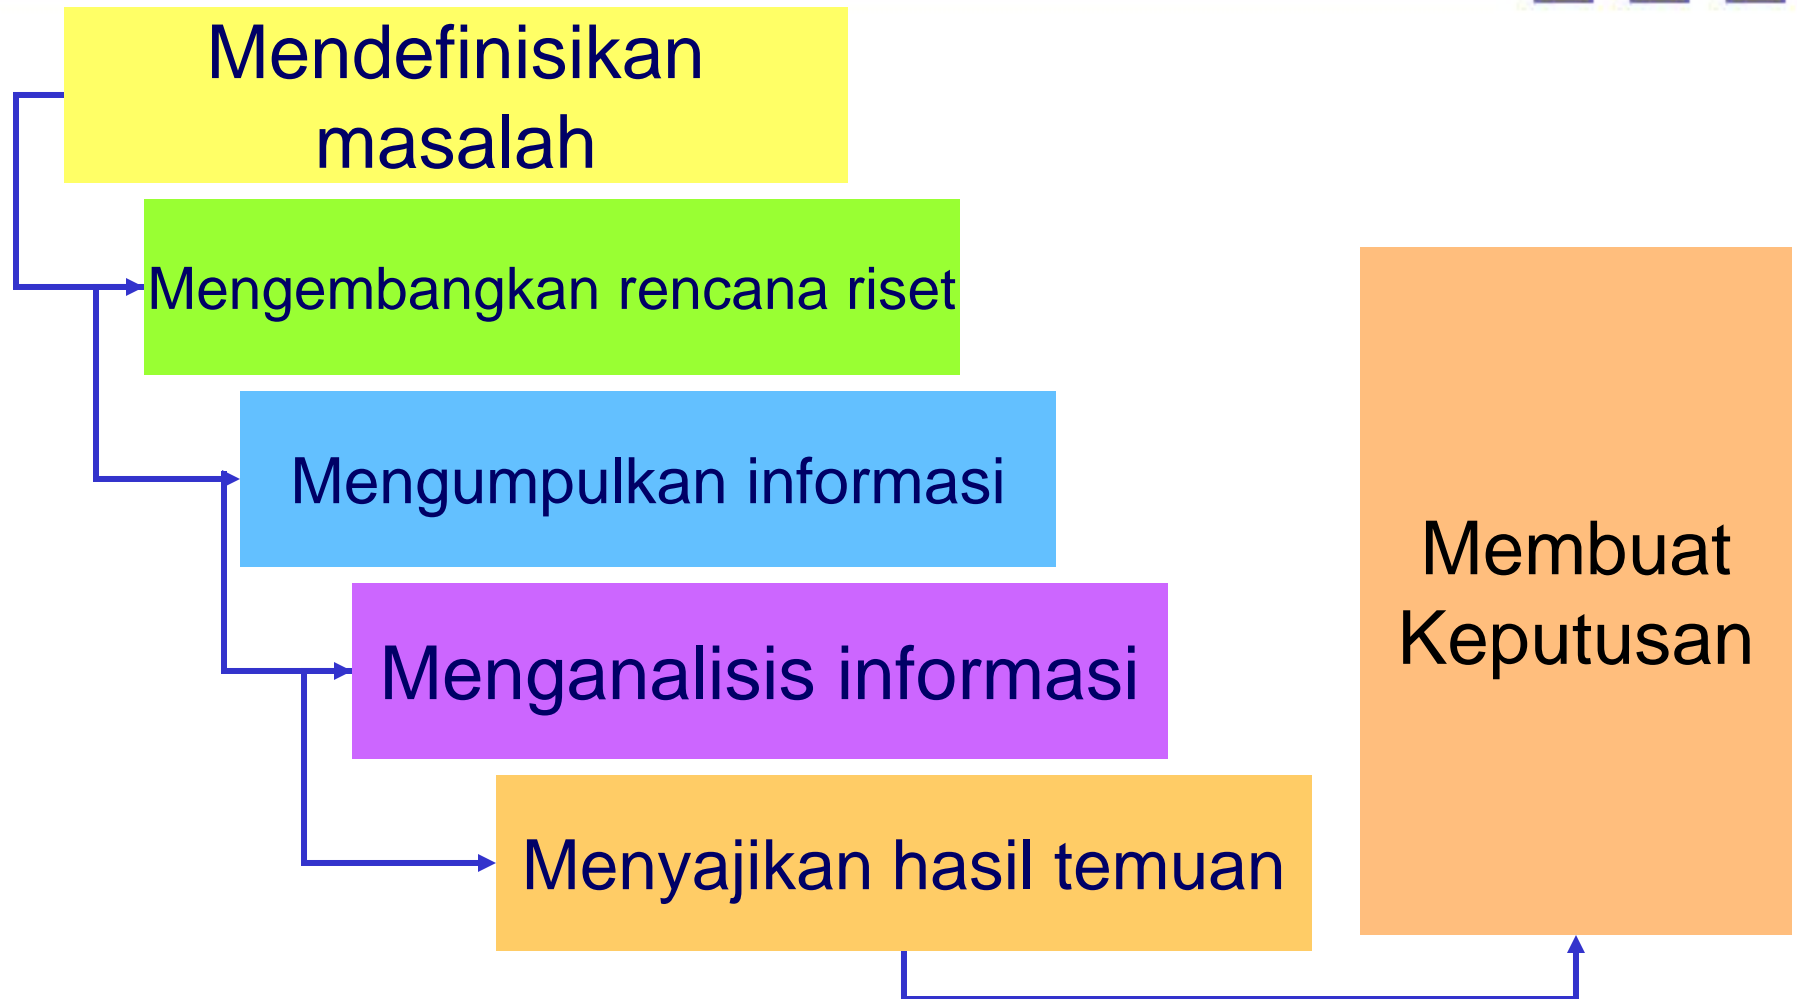 Mendefinisikan
masalah
Mengembangkan rencana riset
Mengumpulkan informasi
Menganalisis informasi
Menyajikan hasil temuan
Membuat
Keputusan